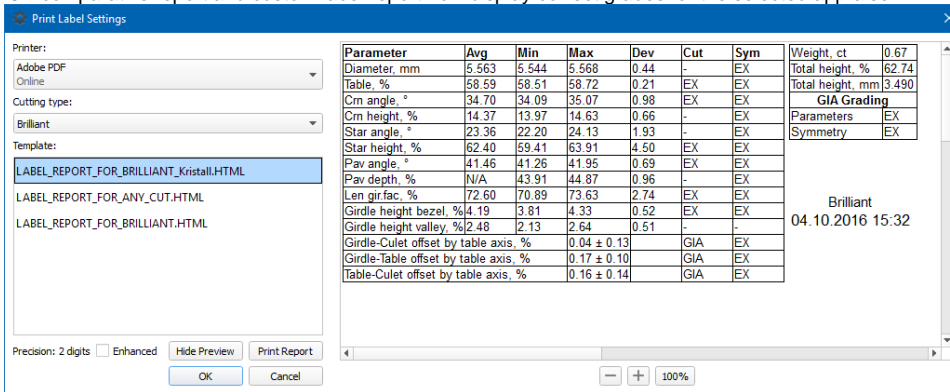 Print Label Settings
Printer:
Adobe PDF
Online
Cutting type:
Brilliant
Template:
LABEL_REPORT_FOR_BRILLIANT_Kristall.HTML
LABEL_REPORT_FOR_ANY_CUT.HTML
LABEL_REPORT_FOR_BRILLIANT.HTML
Precision: 2 digits Enhanced Hide Preview Print Report
OK Cancel
Parameter Avg Min Max Dev Cut Sym
Diameter, mm 5.563 5.544 5.568 0.44 - EX
Table, % 58.59 58.51 58.72 0.21 EX EX
Crn angle, ° 34.70 34.09 35.07 0.98 EX EX
Crn height, % 14.37 13.97 14.63 0.66 - EX
Star angle, ° 23.36 22.20 24.13 1.93 - EX
Star height, % 62.40 59.41 63.91 4.50 EX EX
Pav angle, ° 41.46 41.26 41.95 0.69 EX EX
Pav depth, % N/A 43.91 44.87 0.96 - EX
Len gir.fac, % 72.60 70.89 73.63 2.74 EX EX
Girdle height bezel, % 4.19 3.81 4.33 0.52 EX EX
Girdle height valley, % 2.48 2.13 2.64 0.51 - -
Girdle-Culet offset by table axis, % 0.04 ± 0.13 GIA EX
Girdle-Table offset by table axis, % 0.17 ± 0.10 GIA EX
Table-Culet offset by table axis, % 0.16 ± 0.14 GIA EX
Weight, ct 0.67
Total height, % 62.74
Total height, mm 3.490
GIA Grading
Parameters EX
Symmetry EX
Brilliant
04.10.2016 15:32
− + 100%